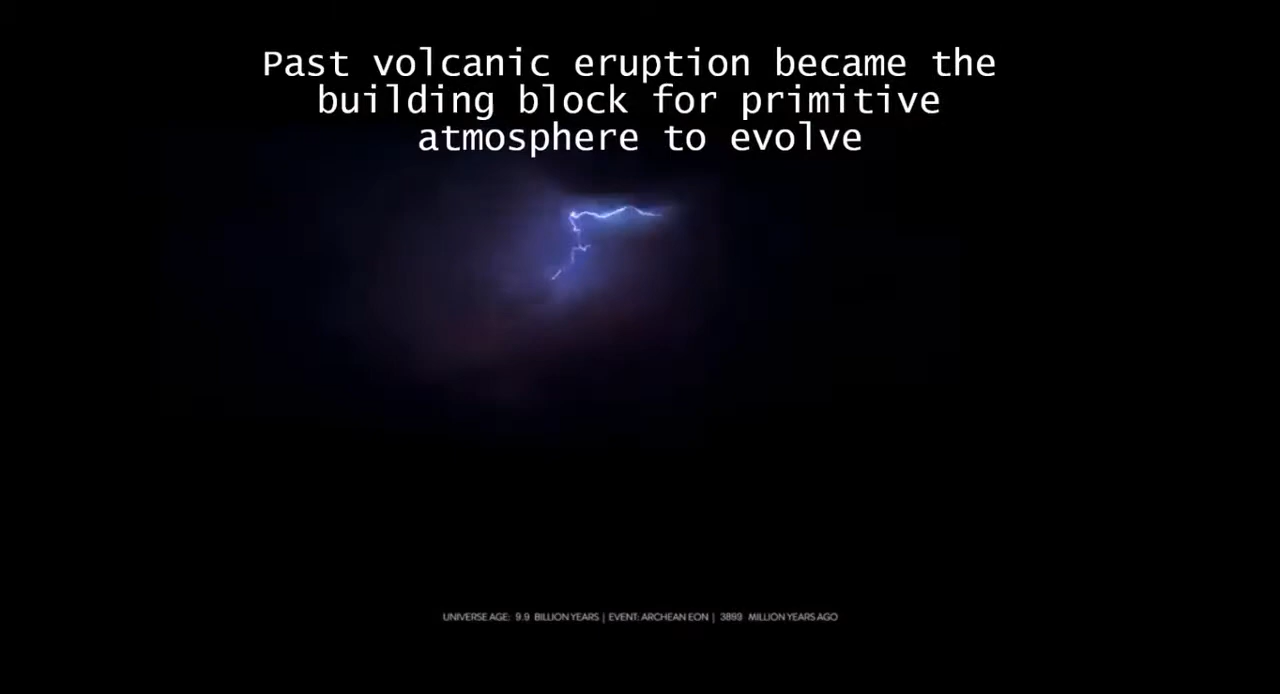 Past volcanic eruption became the
building block for primitive
atmosphere to evolve
UNIVERSE AGE: 9.9 BILLION YEARS | EVENT: ARCHEAN EON | 3893 MILLION YEARS AGO